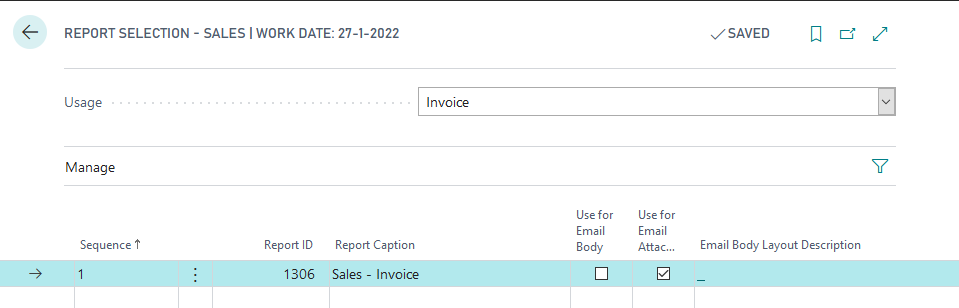 REPORT SELECTION - SALES | WORK DATE: 27-1-2022
SAVED
Usage
Invoice
Manage
Use for Email Body
Use for Email Attac...
Sequence ↑
Report ID
Report Caption
Email Body Layout Description
1
1306
Sales - Invoice
_